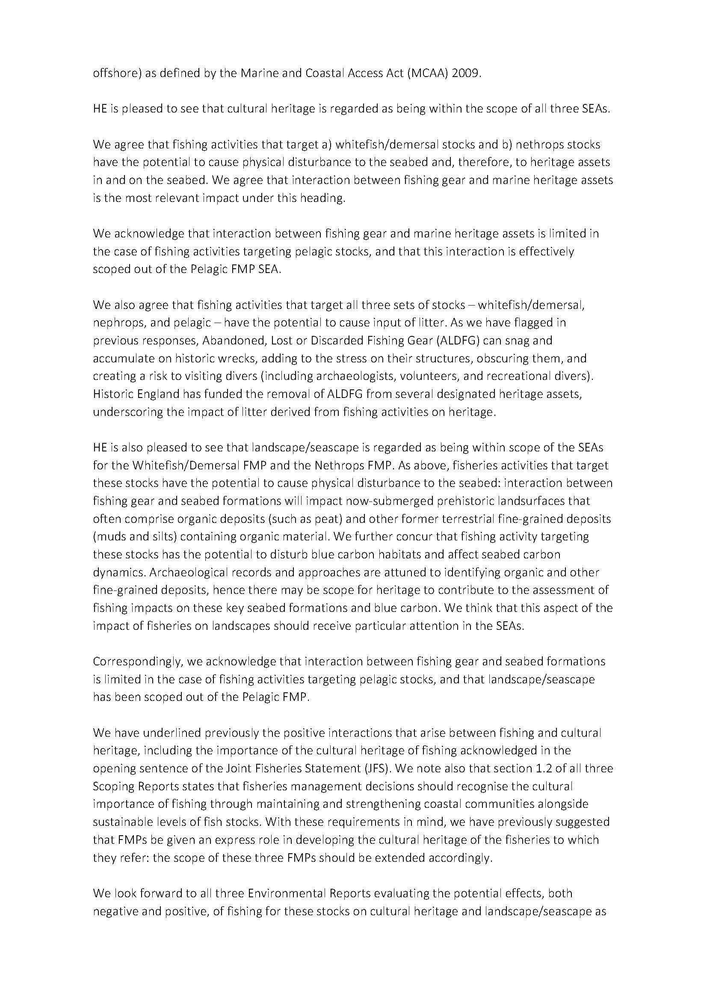 offshore) as defined by the Marine and Coastal Access Act (MCAA) 2009.
HE is pleased to see that cultural heritage is regarded as being within the scope of all three SEAs.
We agree that fishing activities that target a) whitefish/demersal stocks and b) nethrops stocks
have the potential to cause physical disturbance to the seabed and, therefore, to heritage assets
in and on the seabed. We agree that interaction between fishing gear and marine heritage assets
is the most relevant impact under this heading.
We acknowledge that interaction between fishing gear and marine heritage assets is limited in
the case of fishing activities targeting pelagic stocks, and that this interaction is effectively
scoped out of the Pelagic FMP SEA.
We also agree that fishing activities that target all three sets of stocks – whitefish/demersal,
nephrops, and pelagic – have the potential to cause input of litter. As we have flagged in
previous responses, Abandoned, Lost or Discarded Fishing Gear (ALDFG) can snag and
accumulate on historic wrecks, adding to the stress on their structures, obscuring them, and
creating a risk to visiting divers (including archaeologists, volunteers, and recreational divers).
Historic England has funded the removal of ALDFG from several designated heritage assets,
underscoring the impact of litter derived from fishing activities on heritage.
HE is also pleased to see that landscape/seascape is regarded as being within scope of the SEAs
for the Whitefish/Demersal FMP and the Nethrops FMP. As above, fisheries activities that target
these stocks have the potential to cause physical disturbance to the seabed: interaction between
fishing gear and seabed formations will impact now-submerged prehistoric landsurfaces that
often comprise organic deposits (such as peat) and other former terrestrial fine-grained deposits
(muds and silts) containing organic material. We further concur that fishing activity targeting
these stocks has the potential to disturb blue carbon habitats and affect seabed carbon
dynamics. Archaeological records and approaches are attuned to identifying organic and other
fine-grained deposits, hence there may be scope for heritage to contribute to the assessment of
fishing impacts on these key seabed formations and blue carbon. We think that this aspect of the
impact of fisheries on landscapes should receive particular attention in the SEAs.
Correspondingly, we acknowledge that interaction between fishing gear and seabed formations
is limited in the case of fishing activities targeting pelagic stocks, and that landscape/seascape
has been scoped out of the Pelagic FMP.
We have underlined previously the positive interactions that arise between fishing and cultural
heritage, including the importance of the cultural heritage of fishing acknowledged in the
opening sentence of the Joint Fisheries Statement (JFS). We note also that section 1.2 of all three
Scoping Reports states that fisheries management decisions should recognise the cultural
importance of fishing through maintaining and strengthening coastal communities alongside
sustainable levels of fish stocks. With these requirements in mind, we have previously suggested
that FMPs be given an express role in developing the cultural heritage of the fisheries to which
they refer: the scope of these three FMPs should be extended accordingly.
We look forward to all three Environmental Reports evaluating the potential effects, both
negative and positive, of fishing for these stocks on cultural heritage and landscape/seascape as